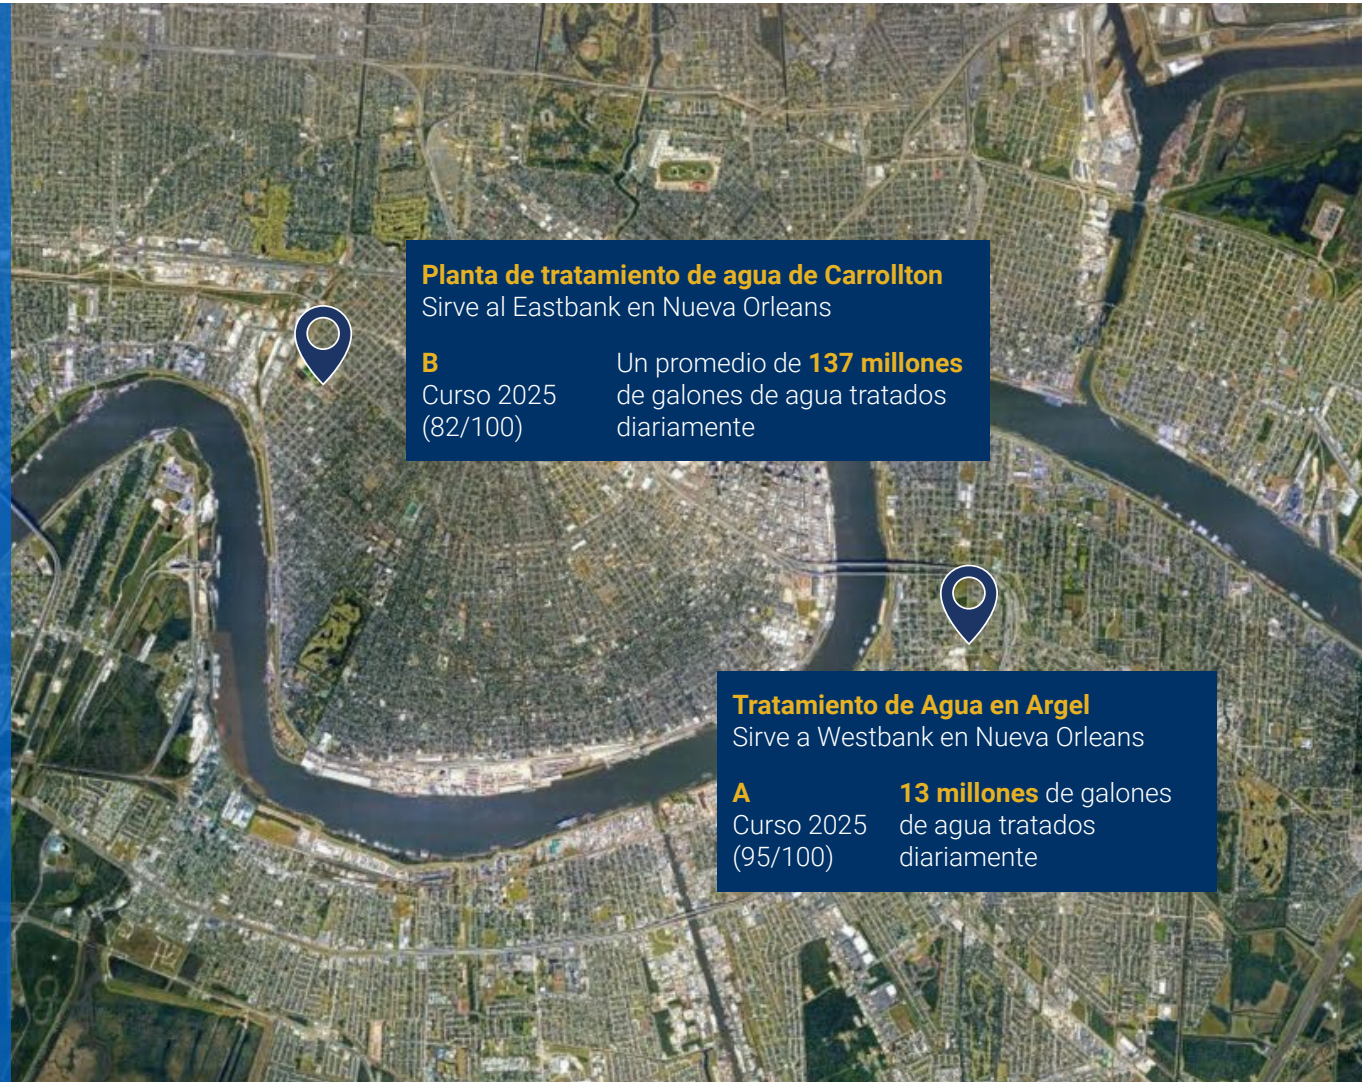 Planta de tratamiento de agua de Carrollton
Sirve al Eastbank en Nueva Orleans
B
Curso 2025
(82/100)
Un promedio de 137 millones
de galones de agua tratados
diariamente
Tratamiento de Agua en Argel
Sirve a Westbank en Nueva Orleans
A
Curso 2025
(95/100)
13 millones de galones
de agua tratados
diariamente